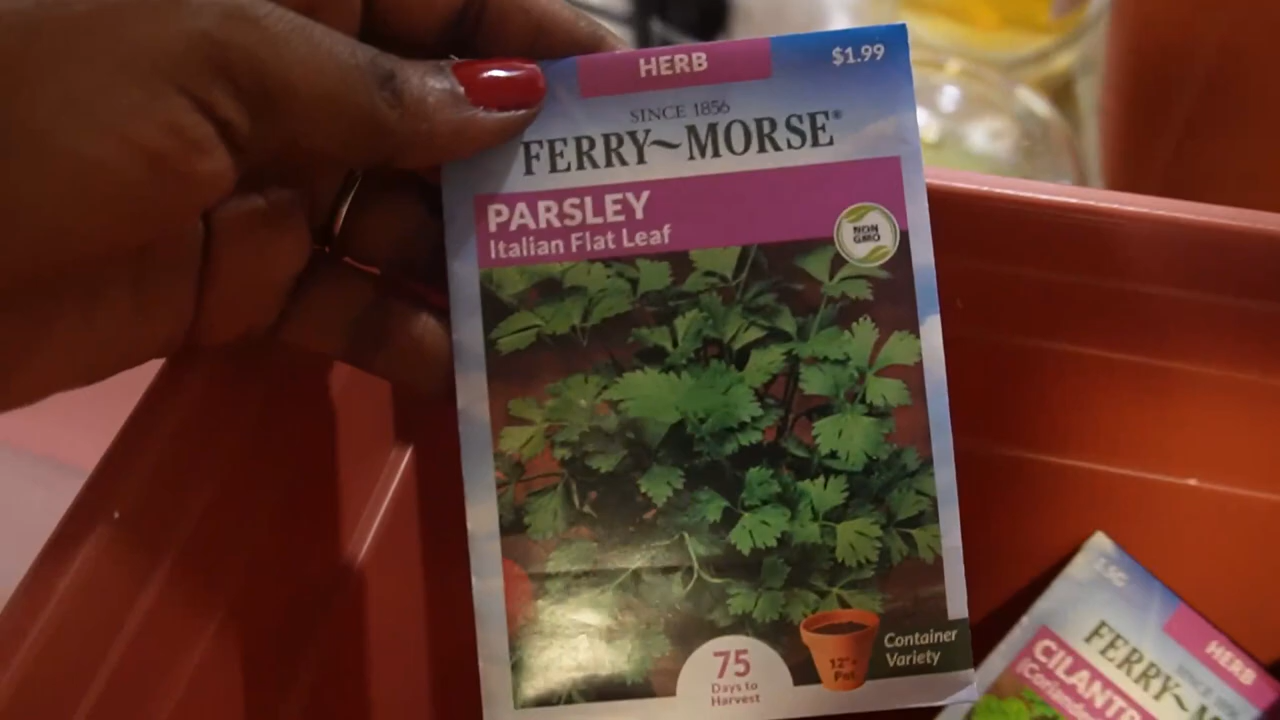 HERB
$1.99
SINCE 1856
FERRY~MORSE®
PARSLEY
Italian Flat Leaf
NON
GMO
75
Days to
Harvest
12"+
Pot
Container
Variety
HERB
FERRY~M
CILANT